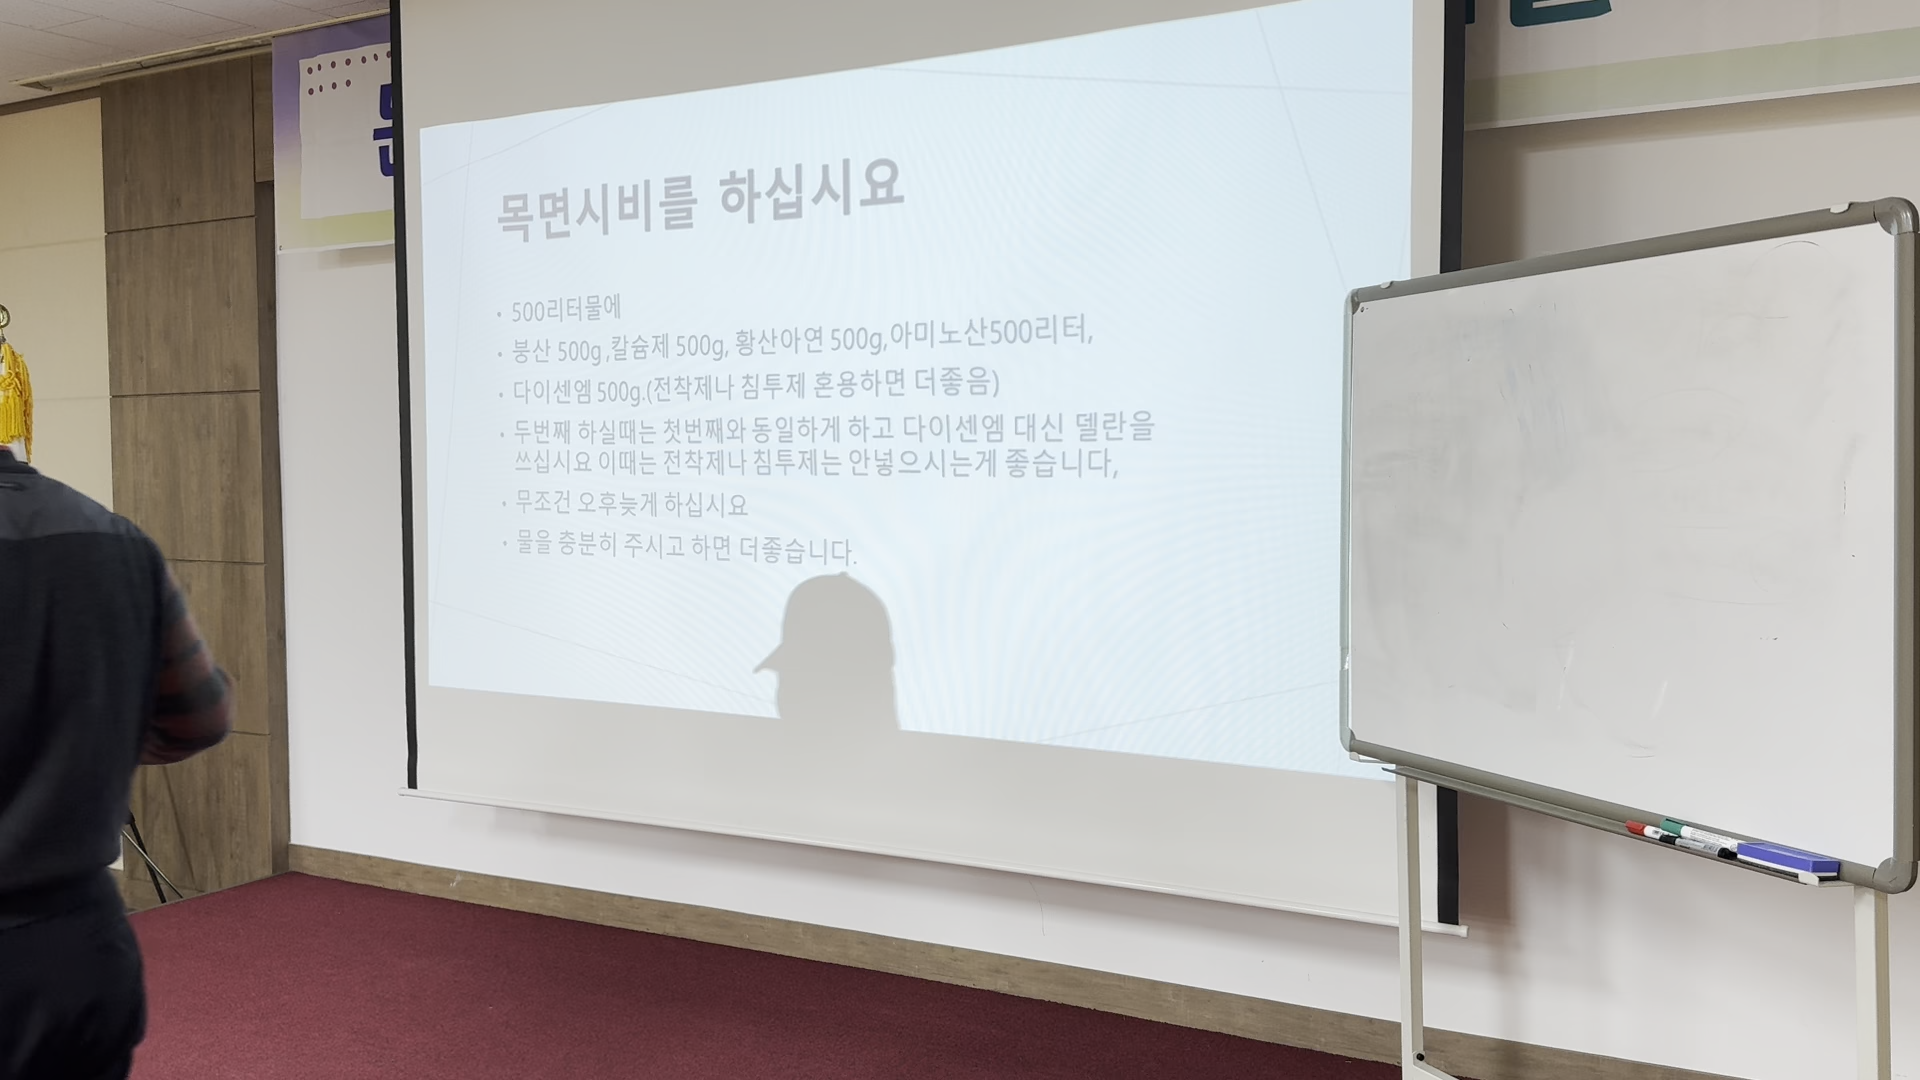 목면시비를 하십시요
• 500리터물에
• 붕산 500g ,칼슘제 500g, 황산아연 500g,아미노산500리터,
• 다이센엠 500g.(전착제나 침투제 혼용하면 더좋음)
• 두번째 하실때는 첫번째와 동일하게 하고 다이센엠 대신 델란을
쓰십시요 이때는 전착제나 침투제는 안넣으시는게 좋습니다,
• 무조건 오후늦게 하십시요
• 물을 충분히 주시고 하면 더좋습니다.